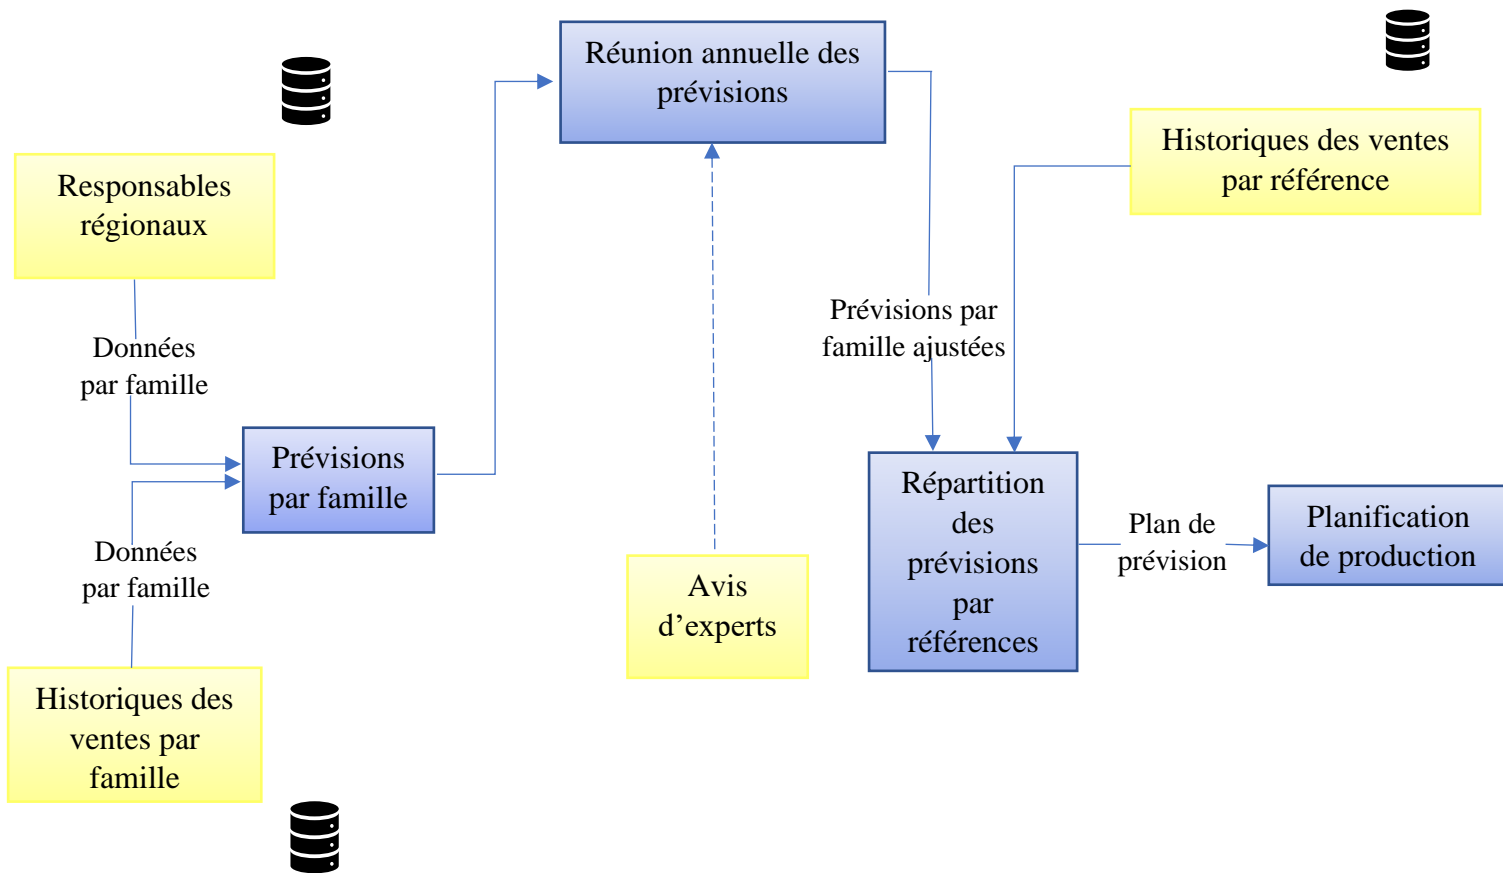 Réunion annuelle des
prévisions
Historiques des ventes
par référence
Responsables
régionaux
Prévisions par
famille ajustées
Données
par famille
Prévisions
par famille
Répartition
des
prévisions
par
références
Plan de
prévision
Planification
de production
Données
par famille
Avis
d’experts
Historiques des
ventes par
famille